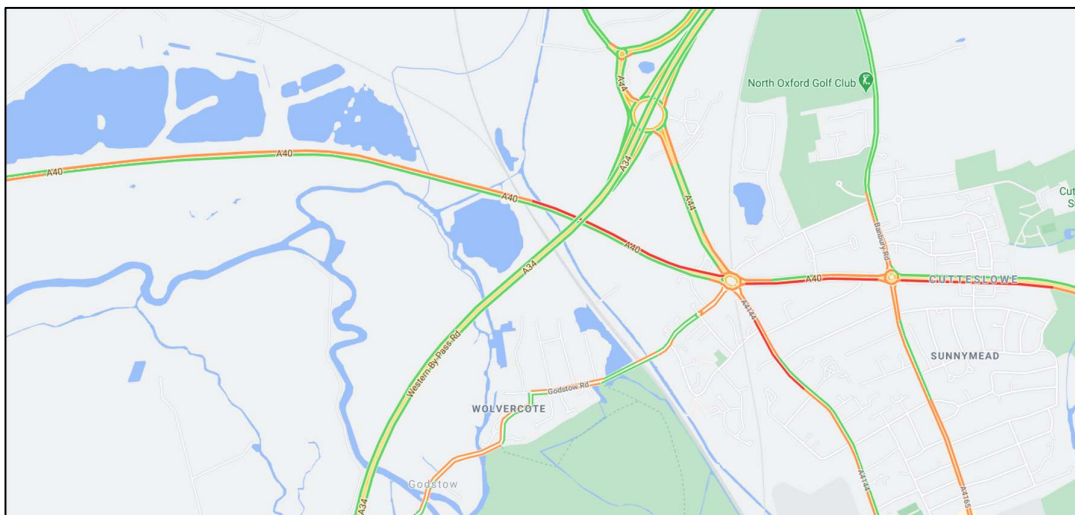 A44
North Oxford Golf Club
A40
A34
A40
A40
Cut
S
A44
A40
Banbury Rd
A34
A40
CUTTESLOWE
A4144
Western By-Pass Rd
SUNNYMEAD
Godstow Rd
WOLVERCOTE
Godstow
A34
A4144
A4165